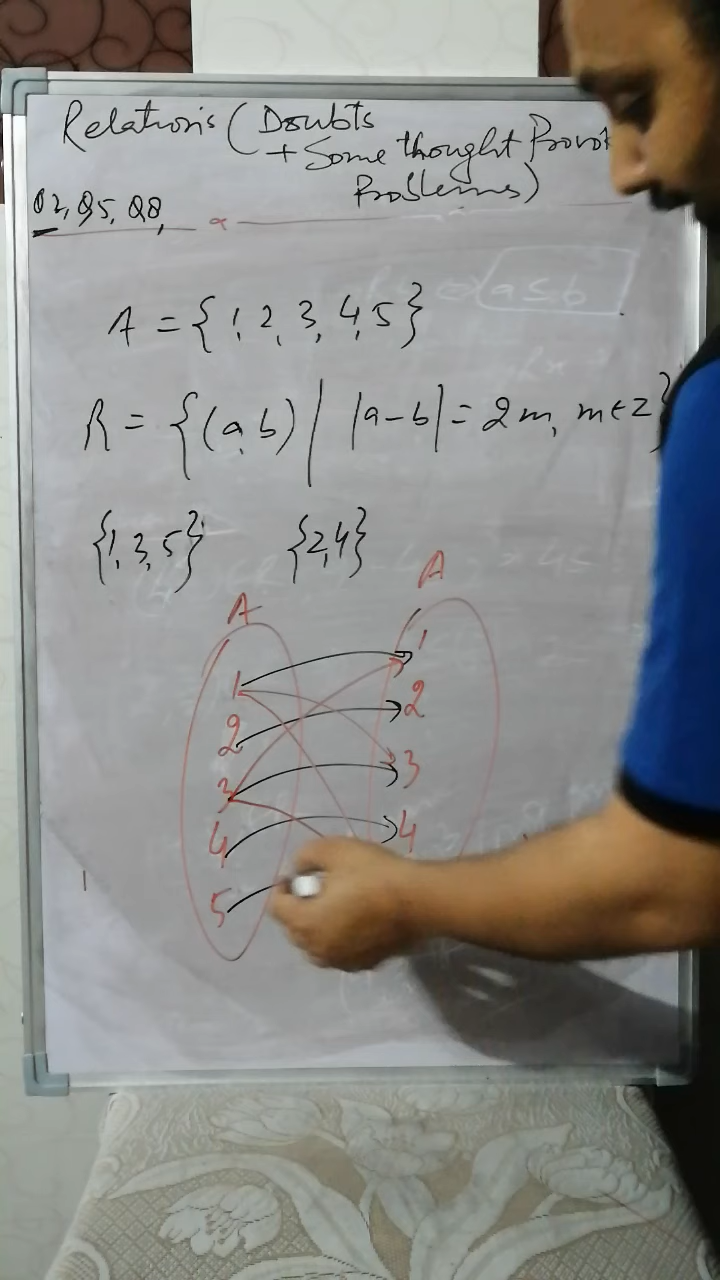 Relations (Doubts
+ Some thought Provok
Problems)
Q2, Q5, Q8,
A = {1, 2, 3, 4, 5}
R = {(a, b) | |a-b| = 2m, m∈Z}
{1, 3, 5} {2, 4}
A A
1 1
2 2
3 3
4 4
5